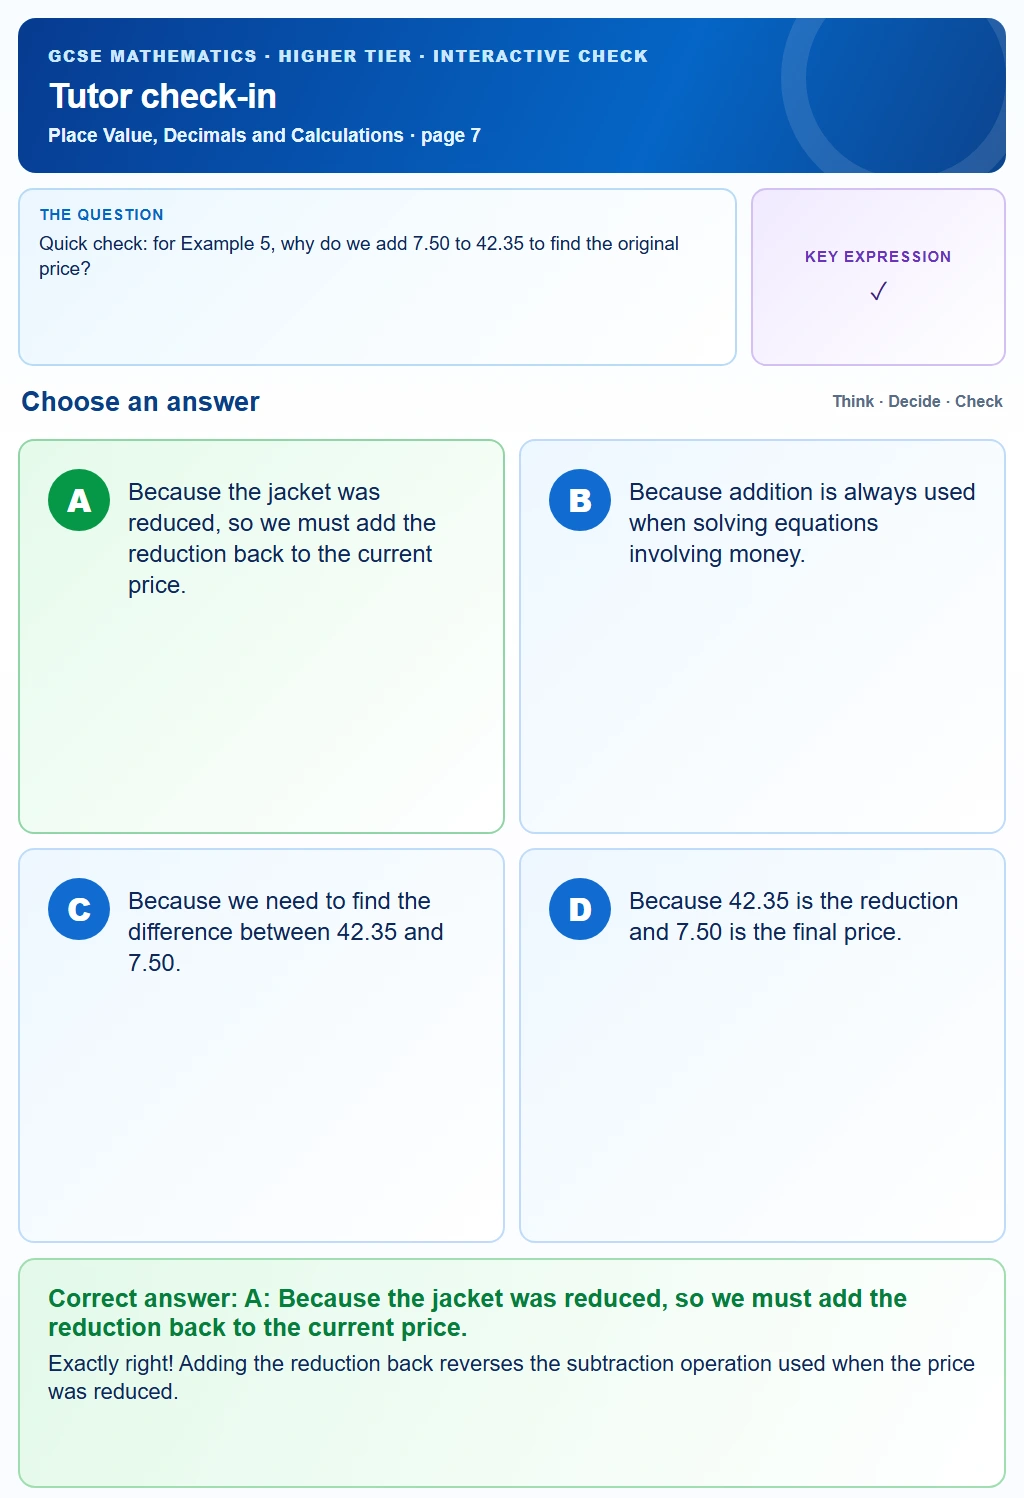 GCSE MATHEMATICS · HIGHER TIER · INTERACTIVE CHECK
Tutor check-in
Place Value, Decimals and Calculations · page 7
THE QUESTION
Quick check: for Example 5, why do we add 7.50 to 42.35 to find the original
price?
KEY EXPRESSION
✓
Choose an answer
Think · Decide · Check
A
Because the jacket was
reduced, so we must add the
reduction back to the current
price.
B
Because addition is always used
when solving equations
involving money.
C
Because we need to find the
difference between 42.35 and
7.50.
D
Because 42.35 is the reduction
and 7.50 is the final price.
Correct answer: A: Because the jacket was reduced, so we must add the
reduction back to the current price.
Exactly right! Adding the reduction back reverses the subtraction operation used when the price
was reduced.